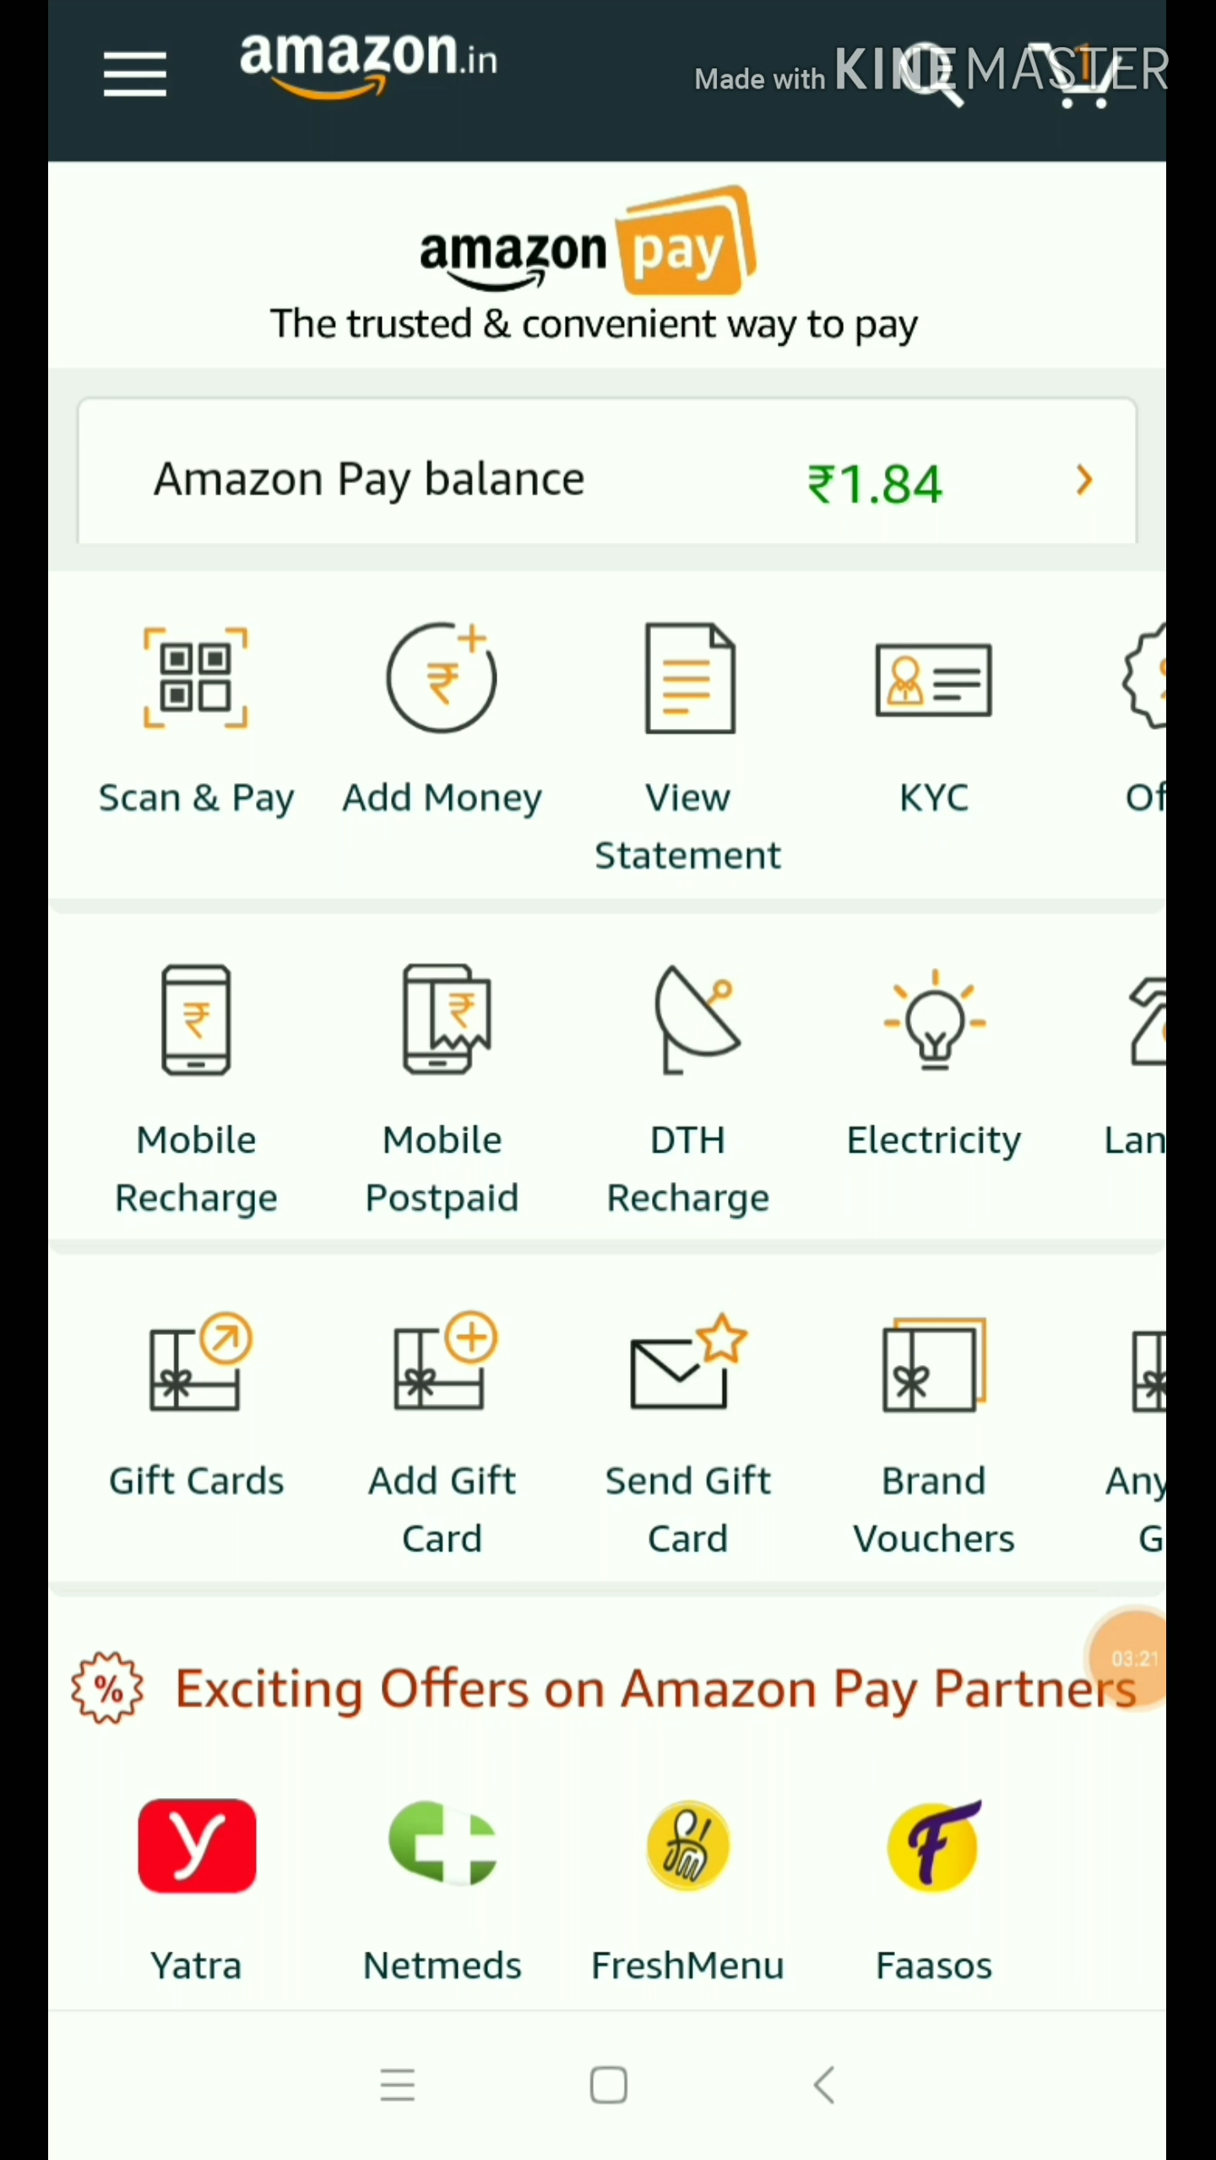 amazon.in
Made with KINEMASTER
1
amazon pay
The trusted & convenient way to pay
Amazon Pay balance ₹1.84
Scan & Pay Add Money View Statement KYC Of
Mobile Recharge Mobile Postpaid DTH Recharge Electricity Lan
Gift Cards Add Gift Card Send Gift Card Brand Vouchers Any G
% Exciting Offers on Amazon Pay Partners
03:21
Yatra Netmeds FreshMenu Faasos